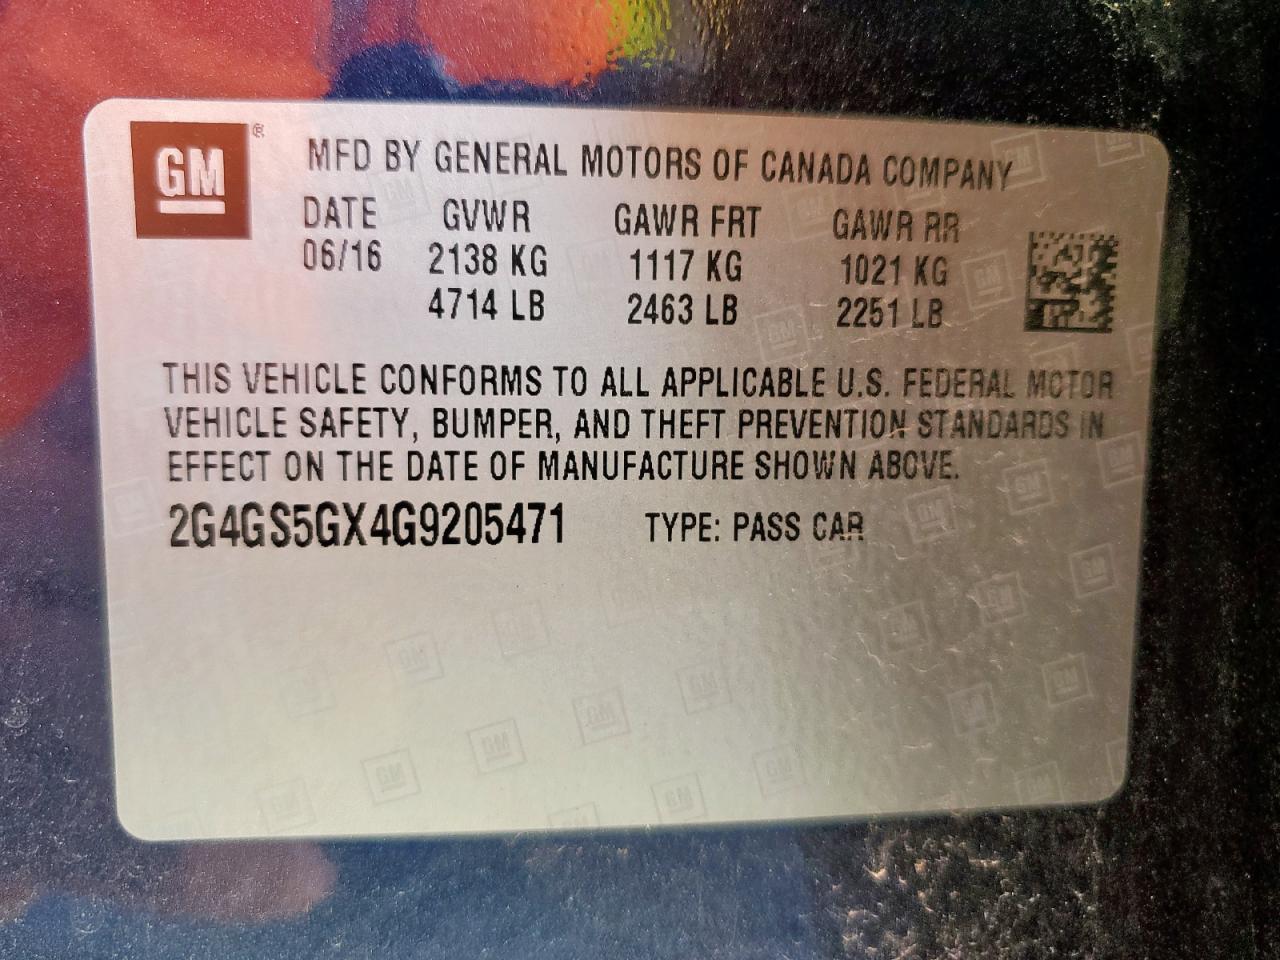 GM ®
MFD BY GENERAL MOTORS OF CANADA COMPANY
DATE GVWR GAWR FRT GAWR RR
06/16 2138 KG 1117 KG 1021 KG
4714 LB 2463 LB 2251 LB
THIS VEHICLE CONFORMS TO ALL APPLICABLE U.S. FEDERAL MOTOR
VEHICLE SAFETY, BUMPER, AND THEFT PREVENTION STANDARDS IN
EFFECT ON THE DATE OF MANUFACTURE SHOWN ABOVE.
2G4GS5GX4G9205471 TYPE: PASS CAR